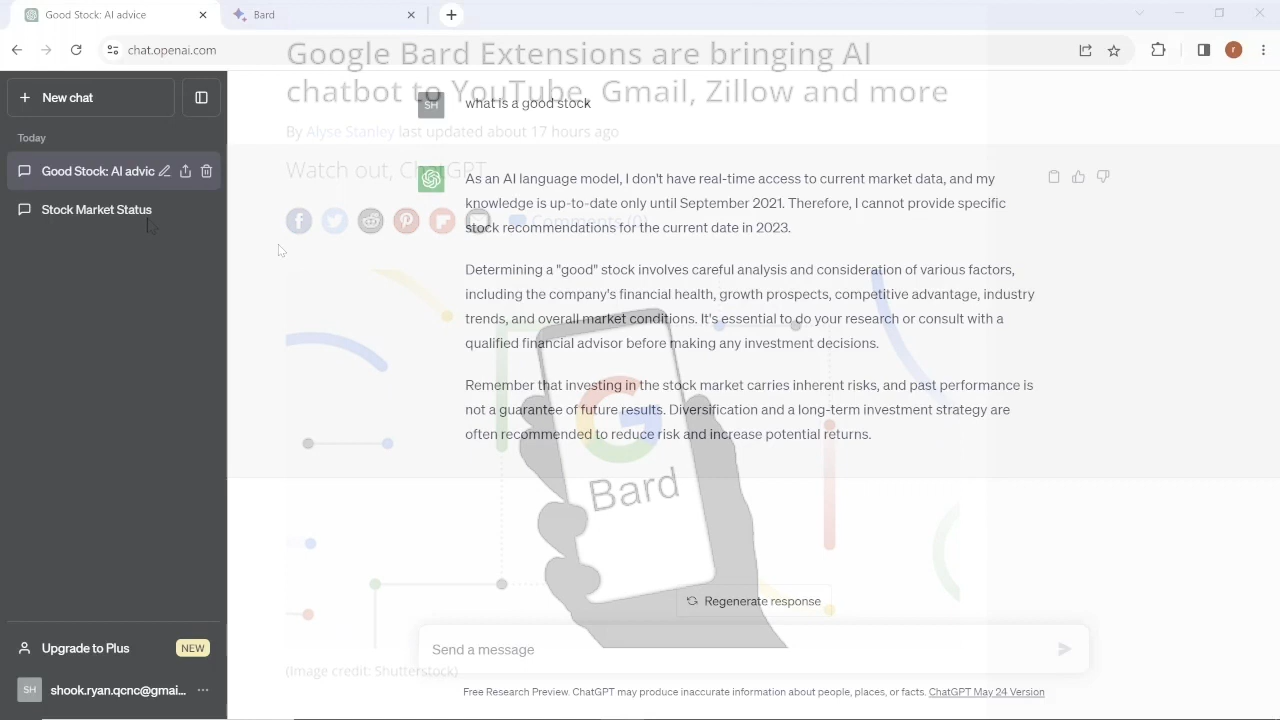 Good Stock: AI advice
Bard
chat.openai.com
Google Bard Extensions are bringing AI
chatbot to YouTube, Gmail, Zillow and more
By Alyse Stanley last updated about 17 hours ago
Watch out, ChatGPT
Comments (0)
New chat
Today
Good Stock: AI advic
Stock Market Status
SH
what is a good stock
As an AI language model, I don't have real-time access to current market data, and my
knowledge is up-to-date only until September 2021. Therefore, I cannot provide specific
stock recommendations for the current date in 2023.
Determining a "good" stock involves careful analysis and consideration of various factors,
including the company's financial health, growth prospects, competitive advantage, industry
trends, and overall market conditions. It's essential to do your research or consult with a
qualified financial advisor before making any investment decisions.
Remember that investing in the stock market carries inherent risks, and past performance is
not a guarantee of future results. Diversification and a long-term investment strategy are
often recommended to reduce risk and increase potential returns.
Bard
Regenerate response
Send a message
(Image credit: Shutterstock)
Free Research Preview. ChatGPT may produce inaccurate information about people, places, or facts. ChatGPT May 24 Version
Upgrade to Plus
NEW
SH
shook.ryan.qcnc@gmai...
r